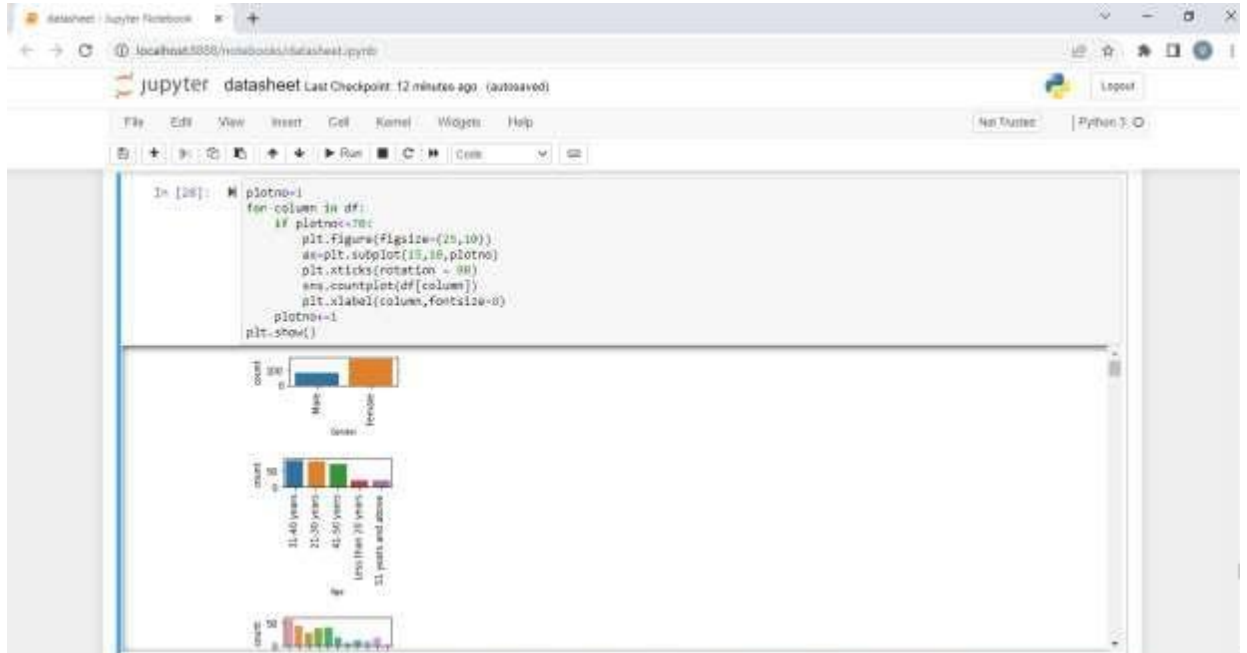 datasheet - Jupyter Notebook
localhost:8888/notebooks/datasheet.ipynb
jupyter datasheet Last Checkpoint: 12 minutes ago (autosaved)
Logout
File Edit View Insert Cell Kernel Widgets Help
Not Trusted
Python 3
Run
Code
plotno=1
for column in df:
if plotno<=70:
plt.figure(figsize=(25,10))
ax=plt.subplot(15,10,plotno)
plt.xticks(rotation = 90)
sns.countplot(df[column])
plt.xlabel(column,fontsize=8)
plotno+=1
plt.show()
count
100
0
Male
Female
Gender
count
50
0
31-40 years
21-30 years
41-50 years
Less than 20 years
51 years and above
Age
count
50
0